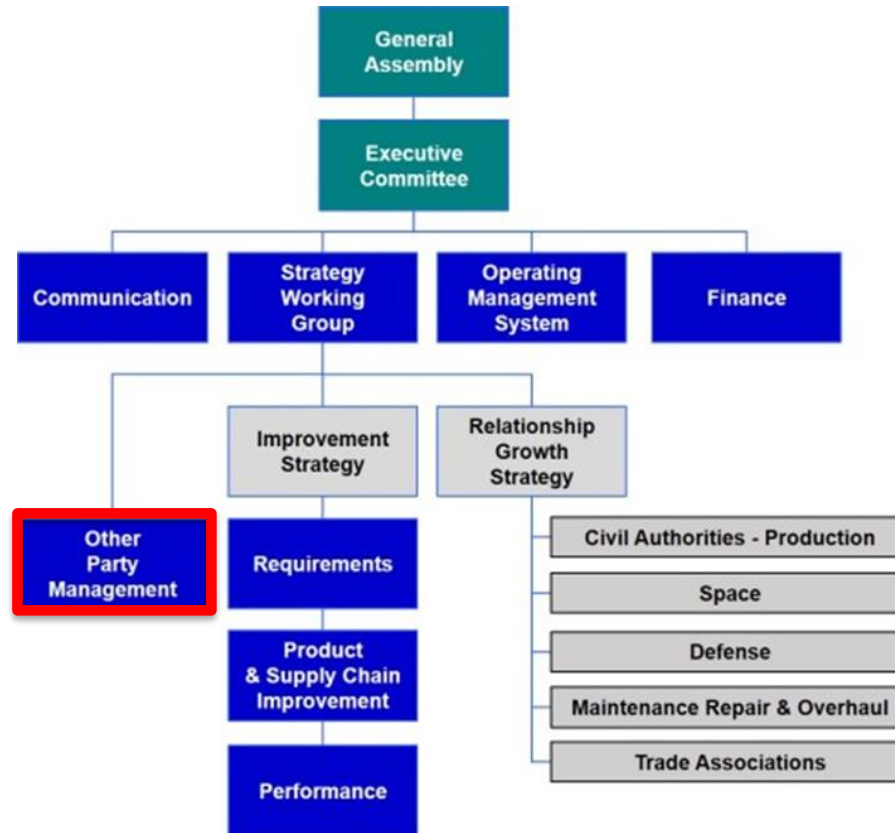 General
Assembly
Executive
Committee
Communication
Strategy
Working
Group
Operating
Management
System
Finance
Improvement
Strategy
Relationship
Growth
Strategy
Other
Party
Management
Requirements
Product
& Supply Chain
Improvement
Performance
Civil Authorities - Production
Space
Defense
Maintenance Repair & Overhaul
Trade Associations